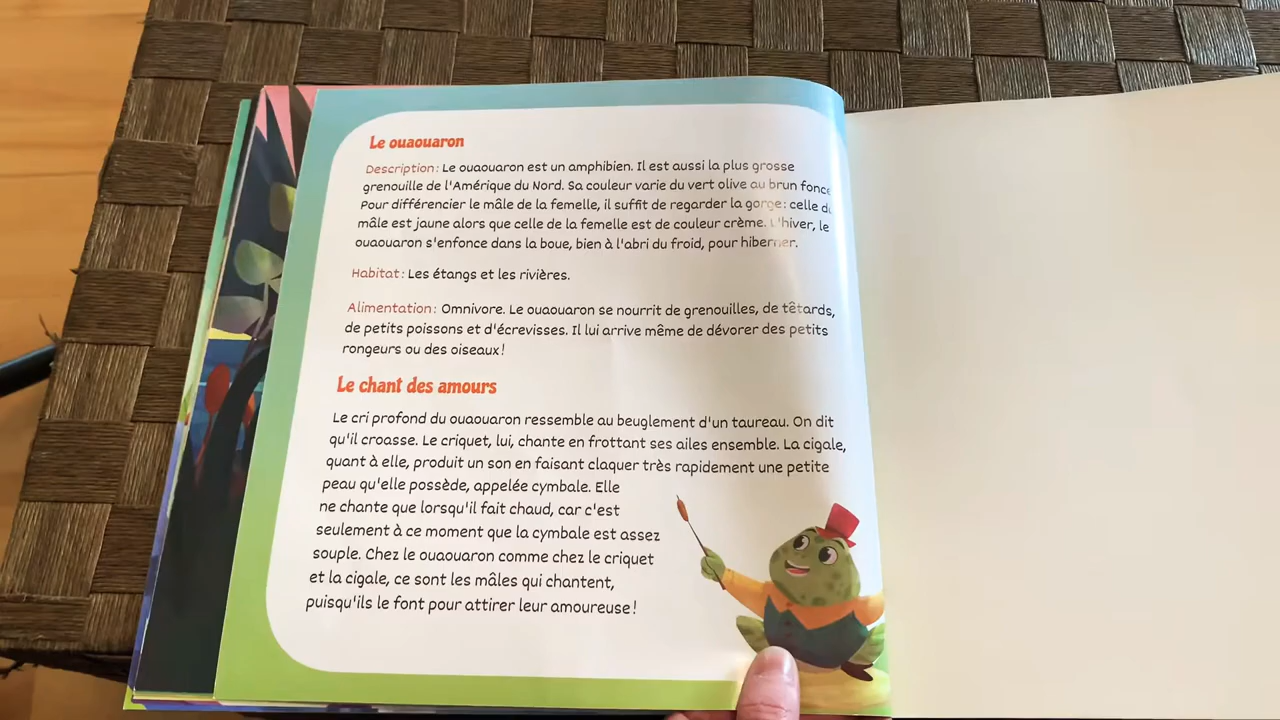 Le ouaouaron
Description : Le ouaouaron est un amphibien. Il est aussi la plus grosse
grenouille de l'Amérique du Nord. Sa couleur varie du vert olive au brun foncé
Pour différencier le mâle de la femelle, il suffit de regarder la gorge : celle du
mâle est jaune alors que celle de la femelle est de couleur crème. L'hiver, le
ouaouaron s'enfonce dans la boue, bien à l'abri du froid, pour hiberner.
Habitat : Les étangs et les rivières.
Alimentation : Omnivore. Le ouaouaron se nourrit de grenouilles, de têtards,
de petits poissons et d'écrevisses. Il lui arrive même de dévorer des petits
rongeurs ou des oiseaux !
Le chant des amours
Le cri profond du ouaouaron ressemble au beuglement d'un taureau. On dit
qu'il croasse. Le criquet, lui, chante en frottant ses ailes ensemble. La cigale,
quant à elle, produit un son en faisant claquer très rapidement une petite
peau qu'elle possède, appelée cymbale. Elle
ne chante que lorsqu'il fait chaud, car c'est
seulement à ce moment que la cymbale est assez
souple. Chez le ouaouaron comme chez le criquet
et la cigale, ce sont les mâles qui chantent,
puisqu'ils le font pour attirer leur amoureuse !